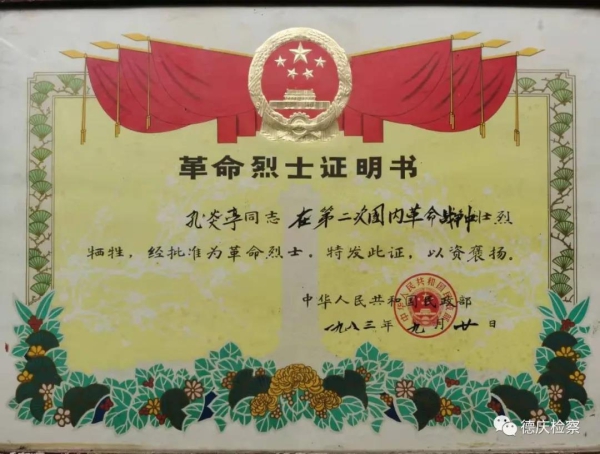 革命烈士证明书
孔炎亭同志在第二次国内革命战争中壮烈
牺牲，经批准为革命烈士，特发此证，以资褒扬。
中华人民共和国民政部
一九八三年九月廿日
德庆检察